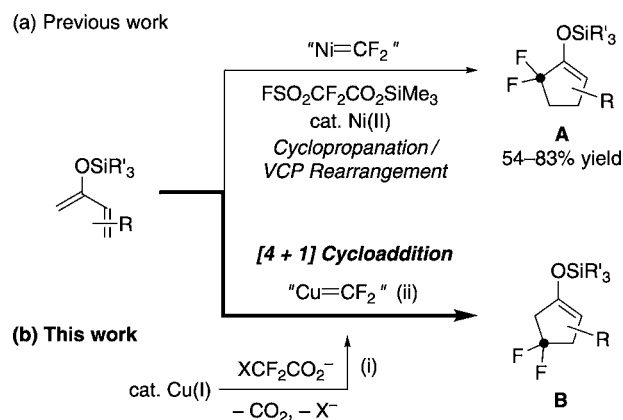 (a) Previous work
"Ni=CF₂"
FSO₂CF₂CO₂SiMe₃
cat. Ni(II)
Cyclopropanation/
VCP Rearrangement
OSiR'₃
F
F
R
A
54–83% yield
OSiR'₃
R
[4 + 1] Cycloaddition
"Cu=CF₂" (ii)
OSiR'₃
F
F
R
B
(b) This work
cat. Cu(I)
XCF₂CO₂⁻
– CO₂, – X⁻
(i)